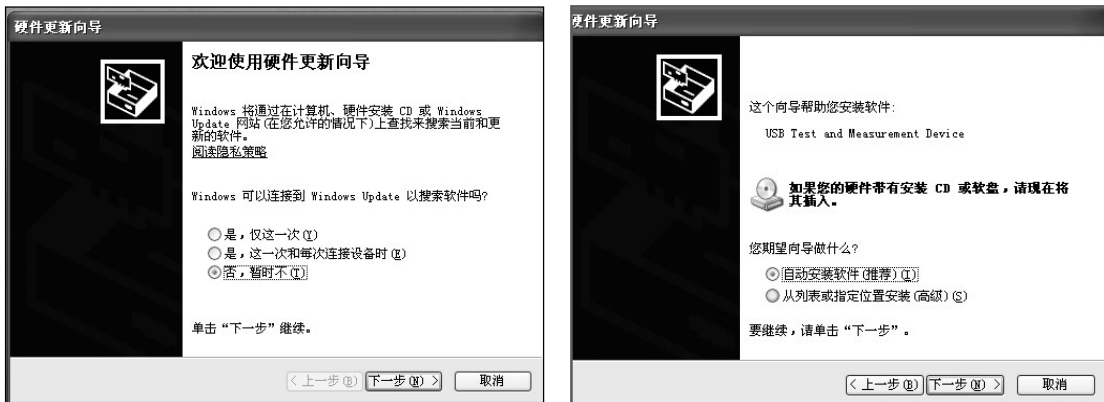 硬件更新向导
欢迎使用硬件更新向导
Windows 将通过在计算机、硬件安装 CD 或 Windows
Update 网站(在您允许的情况下)上查找来搜索当前和更
新的软件。
阅读隐私策略
Windows 可以连接到 Windows Update 以搜索软件吗?
是，仅这一次(Y)
是，这一次和每次连接设备时(E)
否，暂时不(T)
单击“下一步”继续。
< 上一步(B)
下一步(N) >
取消
硬件更新向导
这个向导帮助您安装软件:
USB Test and Measurement Device
如果您的硬件带有安装 CD 或软盘，请现在将
其插入。
您期望向导做什么?
自动安装软件(推荐)(I)
从列表或指定位置安装(高级)(S)
要继续，请单击“下一步”。
< 上一步(B)
下一步(N) >
取消